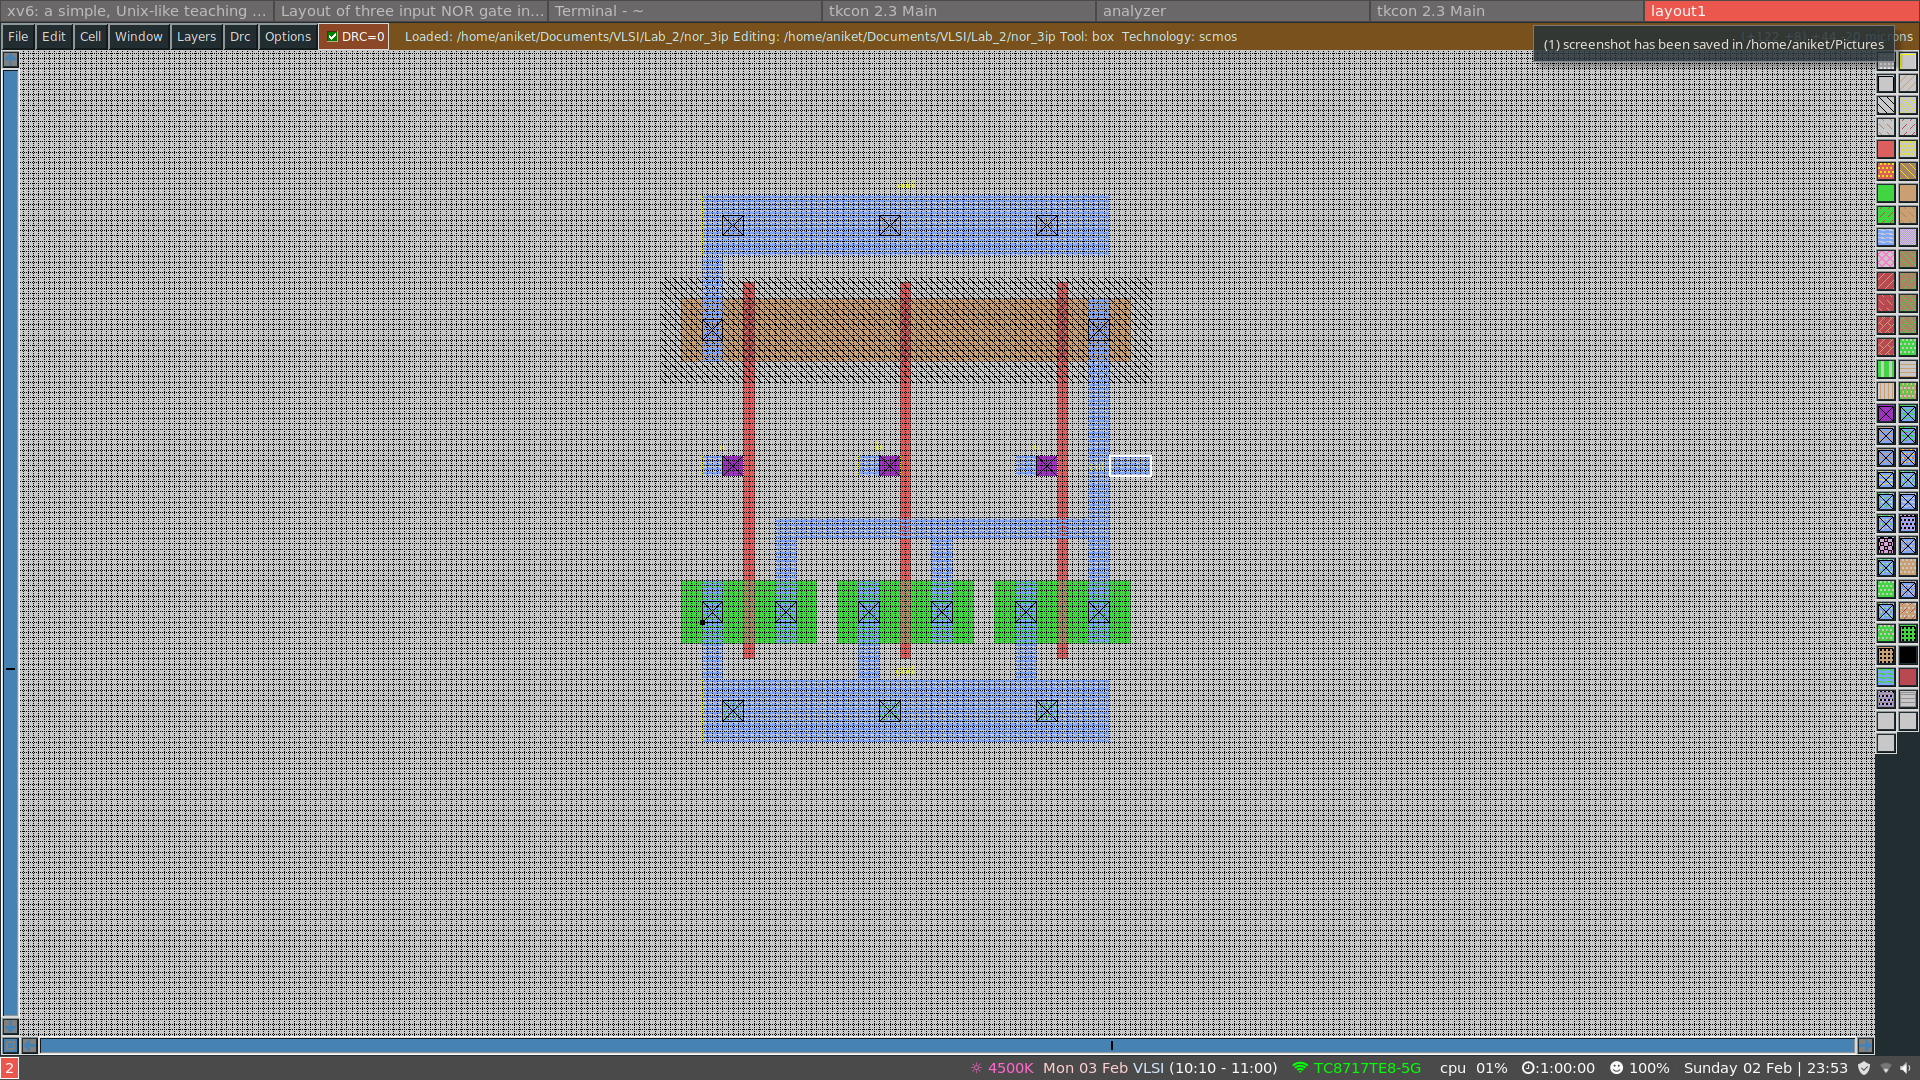 xv6: a simple, Unix-like teaching ... Layout of three input NOR gate in... Terminal - ~ tkcon 2.3 Main analyzer tkcon 2.3 Main layout1
File Edit Cell Window Layers Drc Options DRC=0 Loaded: /home/aniket/Documents/VLSI/Lab_2/nor_3ip Editing: /home/aniket/Documents/VLSI/Lab_2/nor_3ip Tool: box Technology: scmos microns
(1) screenshot has been saved in /home/aniket/Pictures
2 4500K Mon 03 Feb VLSI (10:10 - 11:00) TC8717TE8-5G cpu 01% 1:00:00 100% Sunday 02 Feb | 23:53